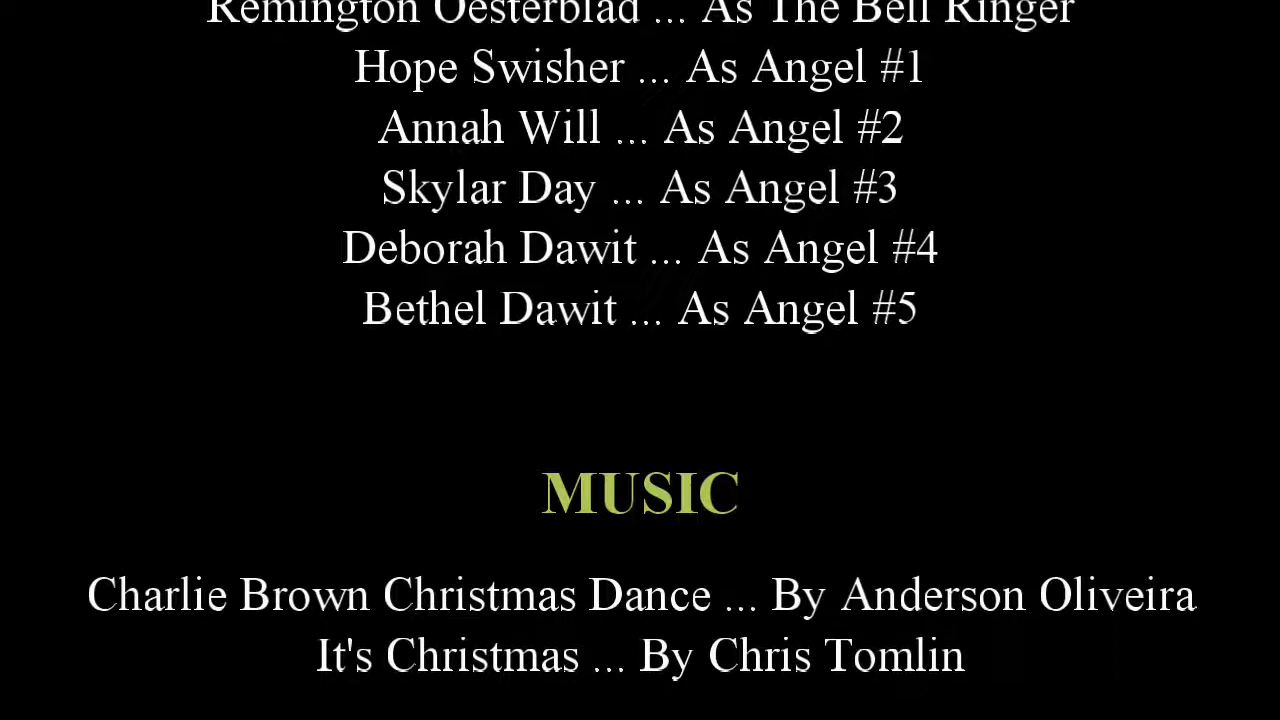 Remington Oesterblad ... As The Bell Ringer
Hope Swisher ... As Angel #1
Annah Will ... As Angel #2
Skylar Day ... As Angel #3
Deborah Dawit ... As Angel #4
Bethel Dawit ... As Angel #5
MUSIC
Charlie Brown Christmas Dance ... By Anderson Oliveira
It's Christmas ... By Chris Tomlin